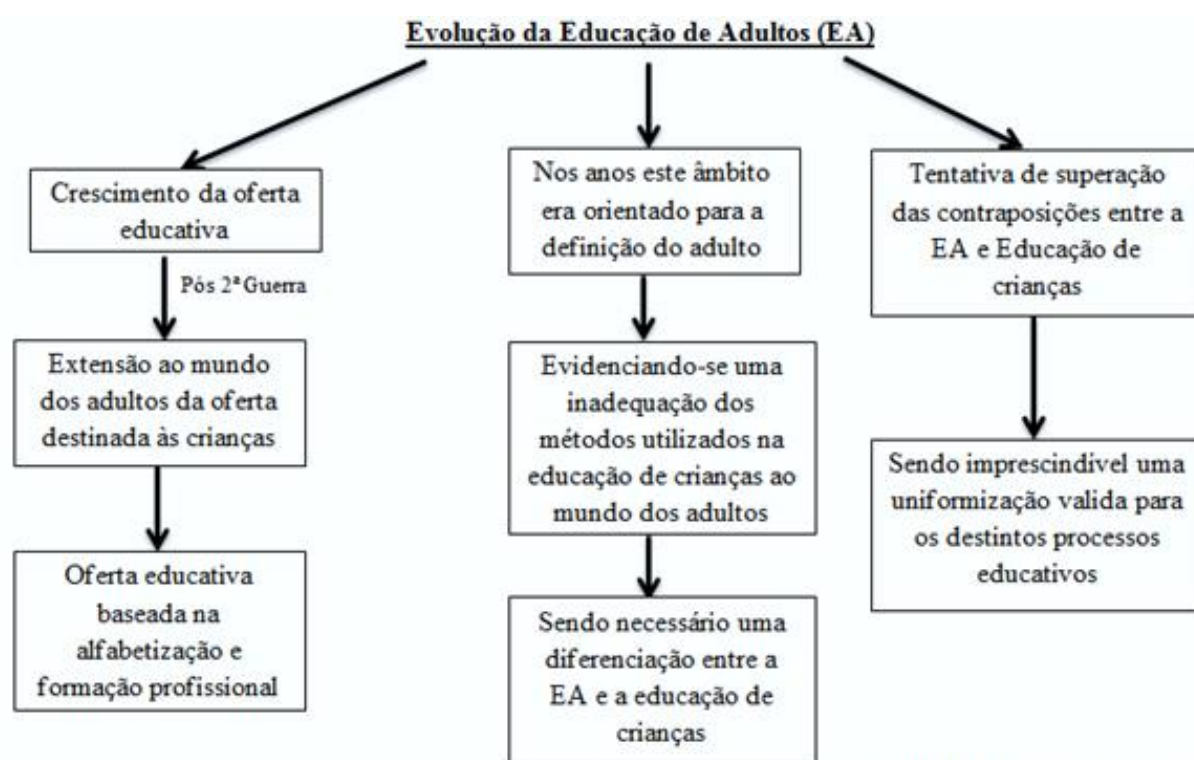 Evolução da Educação de Adultos (EA)
Crescimento da oferta
educativa
Pós 2ª Guerra
Extensão ao mundo
dos adultos da oferta
destinada às crianças
Oferta educativa
baseada na
alfabetização e
formação profissional
Nos anos este âmbito
era orientado para a
definição do adulto
Evidenciando-se uma
inadequação dos
métodos utilizados na
educação de crianças ao
mundo dos adultos
Sendo necessário uma
diferenciação entre a
EA e a educação de
crianças
Tentativa de superação
das contraposições entre a
EA e Educação de
crianças
Sendo imprescindível uma
uniformização valida para
os destintos processos
educativos